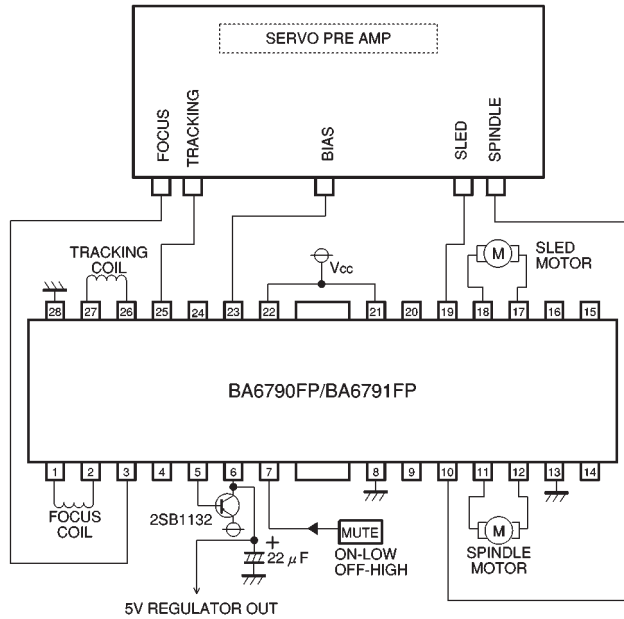 SERVO PRE AMP
FOCUS
TRACKING
BIAS
SLED
SPINDLE
TRACKING
COIL
Vcc
M
SLED
MOTOR
28 27 26 25 24 23 22 21 20 19 18 17 16 15
BA6790FP/BA6791FP
1 2 3 4 5 6 7 8 9 10 11 12 13 14
FOCUS
COIL
2SB1132
+
22 μF
MUTE
ON-LOW
OFF-HIGH
M
SPINDLE
MOTOR
5V REGULATOR OUT